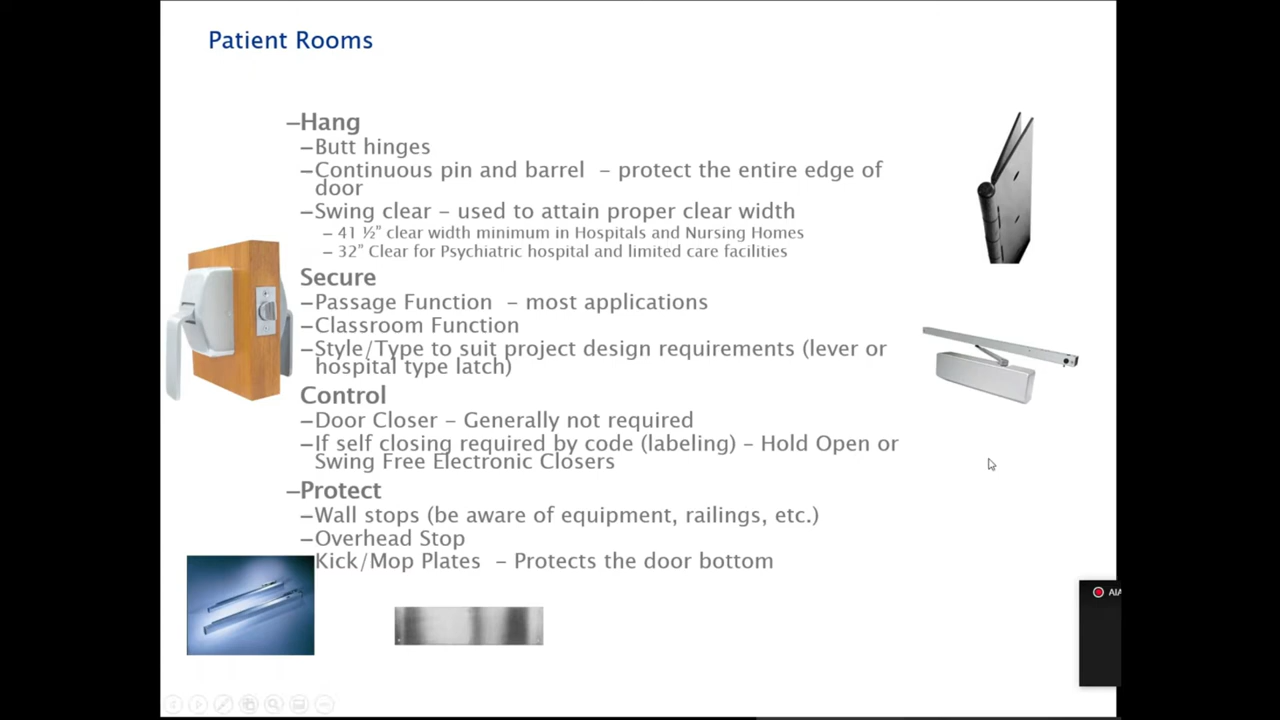 Patient Rooms
–Hang
–Butt hinges
–Continuous pin and barrel – protect the entire edge of
door
–Swing clear – used to attain proper clear width
– 41 ½” clear width minimum in Hospitals and Nursing Homes
– 32” Clear for Psychiatric hospital and limited care facilities
Secure
–Passage Function – most applications
–Classroom Function
–Style/Type to suit project design requirements (lever or
hospital type latch)
Control
–Door Closer – Generally not required
–If self closing required by code (labeling) – Hold Open or
Swing Free Electronic Closers
–Protect
–Wall stops (be aware of equipment, railings, etc.)
–Overhead Stop
Kick/Mop Plates – Protects the door bottom
AIA